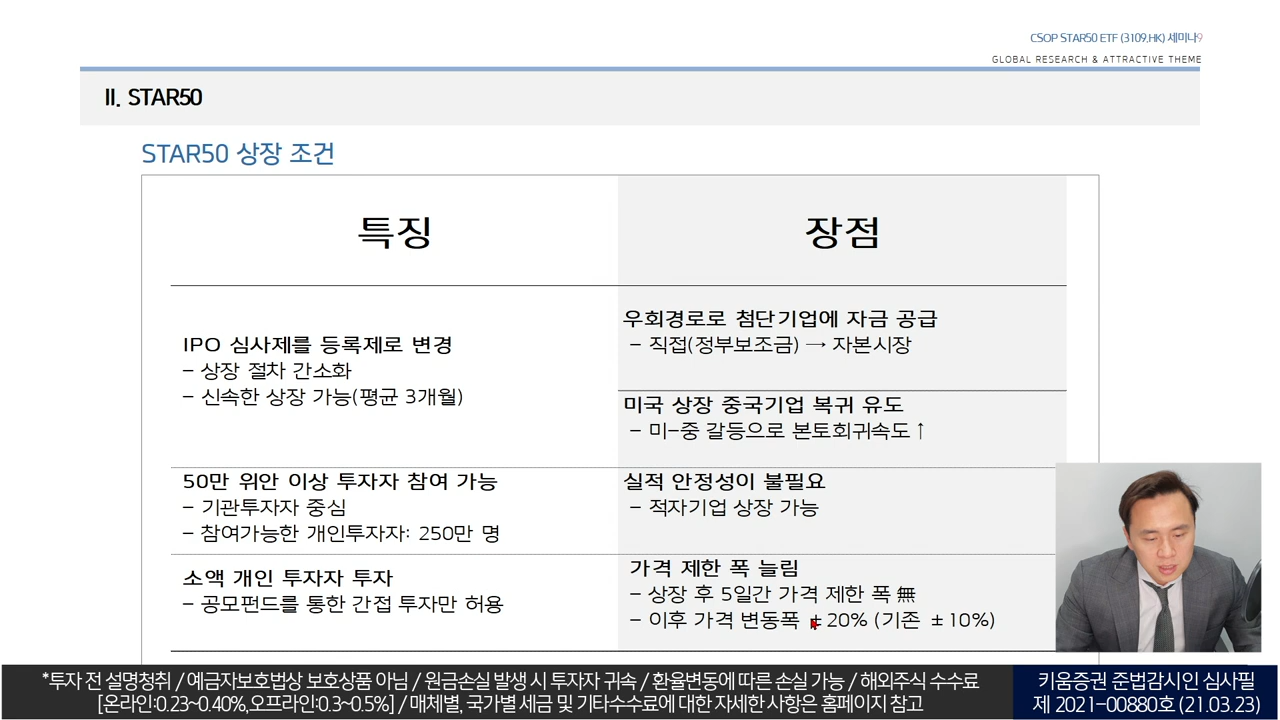 CSOP STAR50 ETF (3109.HK) 세미나9
GLOBAL RESEARCH & ATTRACTIVE THEME
II. STAR50
STAR50 상장 조건
특징
장점
IPO 심사제를 등록제로 변경
- 상장 절차 간소화
- 신속한 상장 가능(평균 3개월)
우회경로로 첨단기업에 자금 공급
- 직접(정부보조금) → 자본시장
미국 상장 중국기업 복귀 유도
- 미-중 갈등으로 본토회귀속도↑
50만 위안 이상 투자자 참여 가능
- 기관투자자 중심
- 참여가능한 개인투자자: 250만 명
실적 안정성이 불필요
- 적자기업 상장 가능
소액 개인 투자자 투자
- 공모펀드를 통한 간접 투자만 허용
가격 제한 폭 늘림
- 상장 후 5일간 가격 제한 폭 無
- 이후 가격 변동폭 ±20% (기존 ±10%)
*투자 전 설명청취 / 예금자보호법상 보호상품 아님 / 원금손실 발생 시 투자자 귀속 / 환율변동에 따른 손실 가능 / 해외주식 수수료
[온라인:0.23~0.40%,오프라인:0.3~0.5%] / 매체별, 국가별 세금 및 기타수수료에 대한 자세한 사항은 홈페이지 참고
키움증권 준법감시인 심사필
제 2021-00880호 (21.03.23)